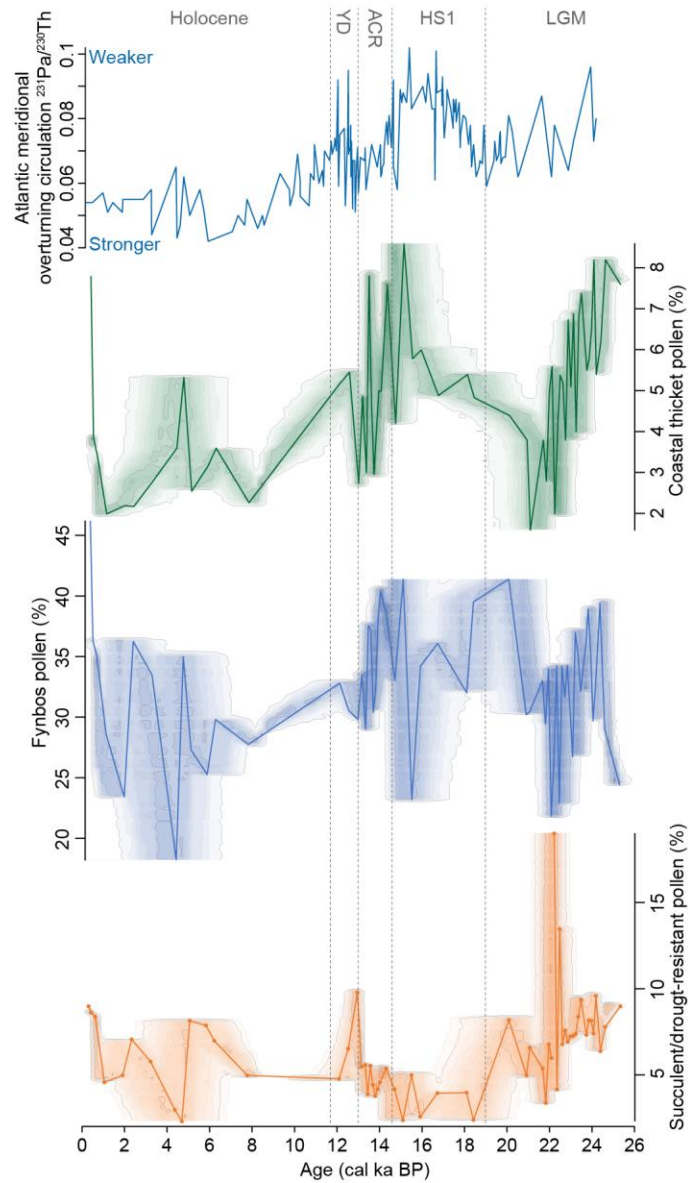 Holocene
YD
ACR
HS1
LGM
Atlantic meridional
overturning circulation ²³¹Pa/²³⁰Th
0.1
0.08
0.06
0.04
Weaker
Stronger
Coastal thicket pollen (%)
8
7
6
5
4
3
2
Fynbos pollen (%)
45
40
35
30
25
20
Succulent/drougt-resistant pollen (%)
15
10
5
0 2 4 6 8 10 12 14 16 18 20 22 24 26
Age (cal ka BP)